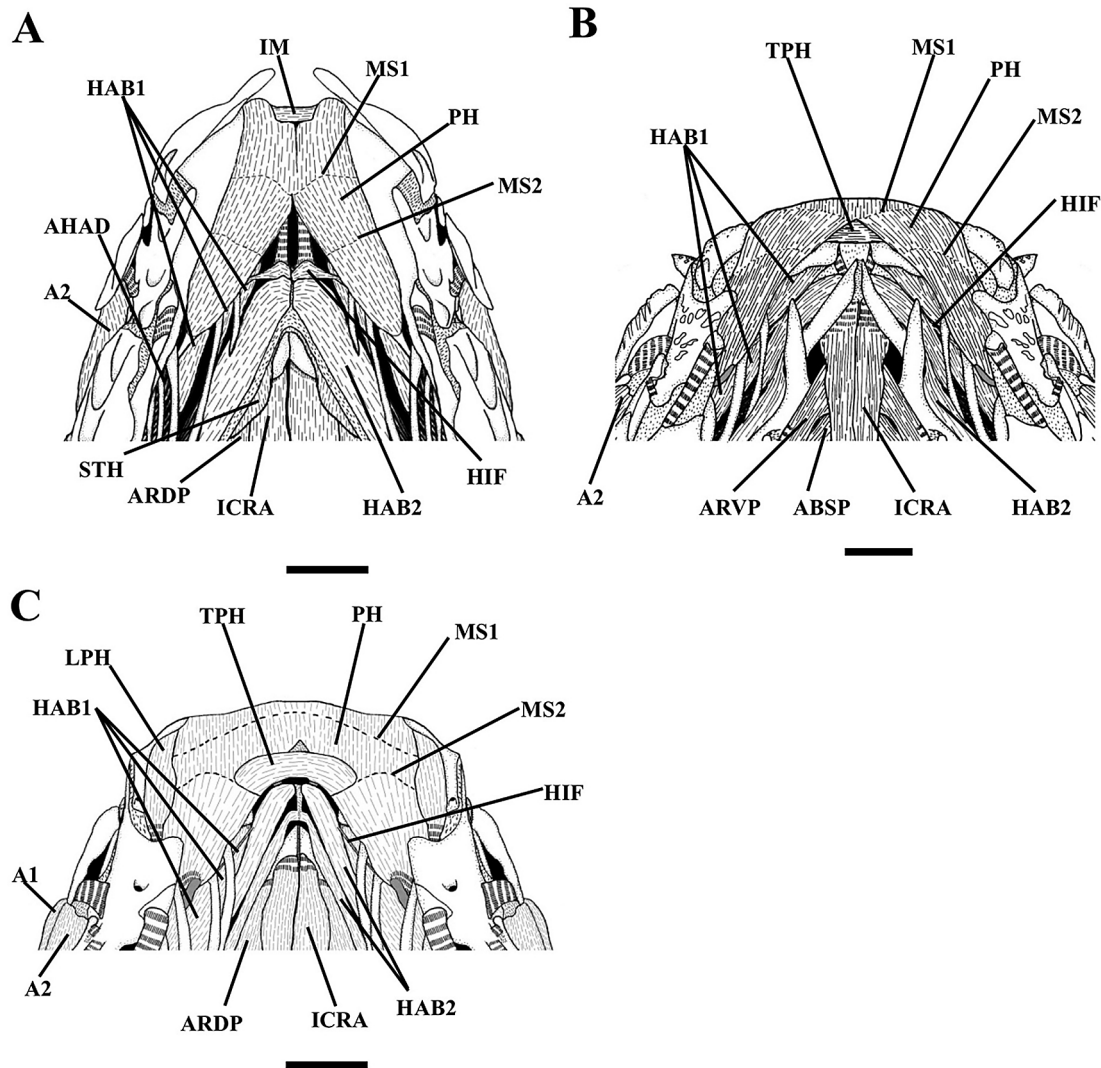 A
IM
MS1
HAB1
PH
MS2
AHAD
A2
STH
ARDP
ICRA
HAB2
HIF
B
TPH
MS1
PH
MS2
HAB1
HIF
A2
ARVP
ABSP
ICRA
HAB2
C
TPH
PH
MS1
LPH
HAB1
MS2
HIF
A1
A2
ARDP
ICRA
HAB2